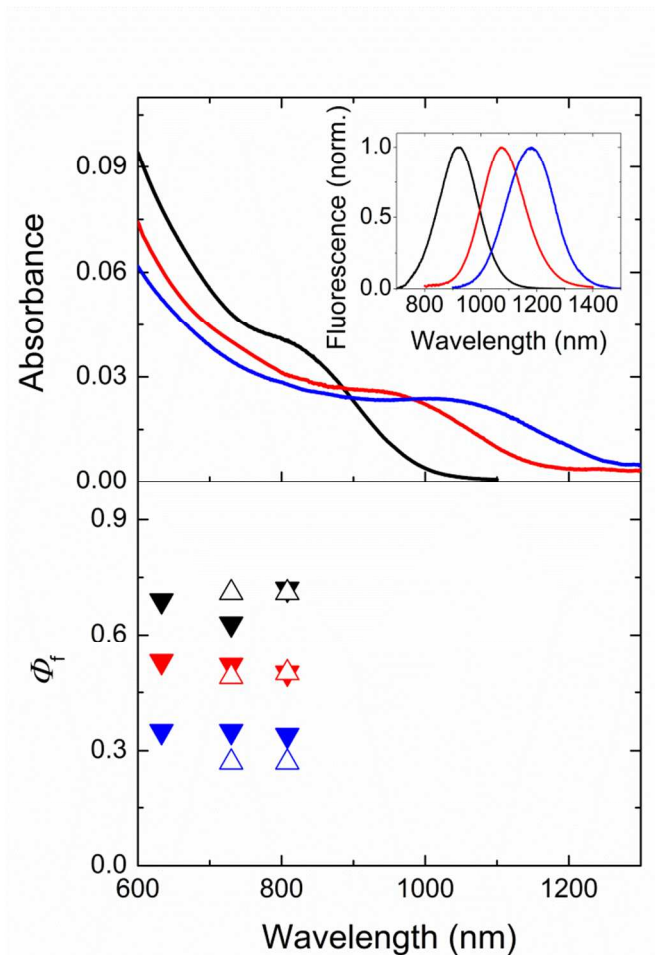 0.09
0.06
0.03
0.00
Absorbance
1.0
0.5
0.0
Fluorescence (norm.)
800 1000 1200 1400
Wavelength (nm)
0.9
0.6
0.3
0.0
Φf
600 800 1000 1200
Wavelength (nm)